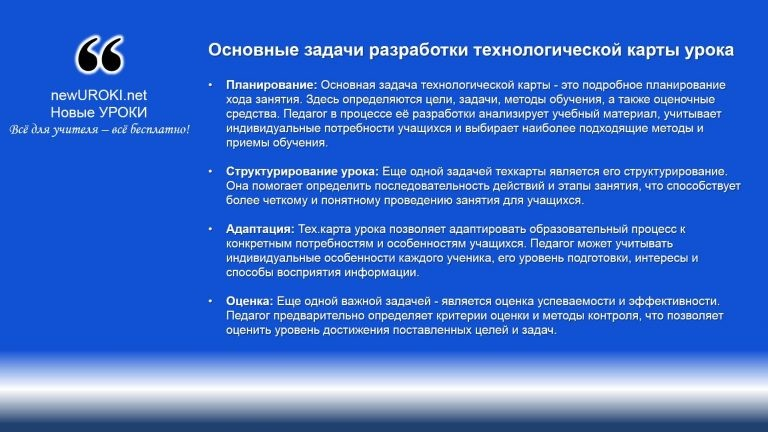 newUROKI.net
Новые УРОКИ
Всё для учителя – всё бесплатно!
Основные задачи разработки технологической карты урока
• Планирование: Основная задача технологической карты - это подробное планирование
хода занятия. Здесь определяются цели, задачи, методы обучения, а также оценочные
средства. Педагог в процессе её разработки анализирует учебный материал, учитывает
индивидуальные потребности учащихся и выбирает наиболее подходящие методы и
приемы обучения.
• Структурирование урока: Еще одной задачей техкарты является его структурирование.
Она помогает определить последовательность действий и этапы занятия, что способствует
более четкому и понятному проведению занятия для учащихся.
• Адаптация: Тех.карта урока позволяет адаптировать образовательный процесс к
конкретным потребностям и особенностям учащихся. Педагог может учитывать
индивидуальные особенности каждого ученика, его уровень подготовки, интересы и
способы восприятия информации.
• Оценка: Еще одной важной задачей - является оценка успеваемости и эффективности.
Педагог предварительно определяет критерии оценки и методы контроля, что позволяет
оценить уровень достижения поставленных целей и задач.